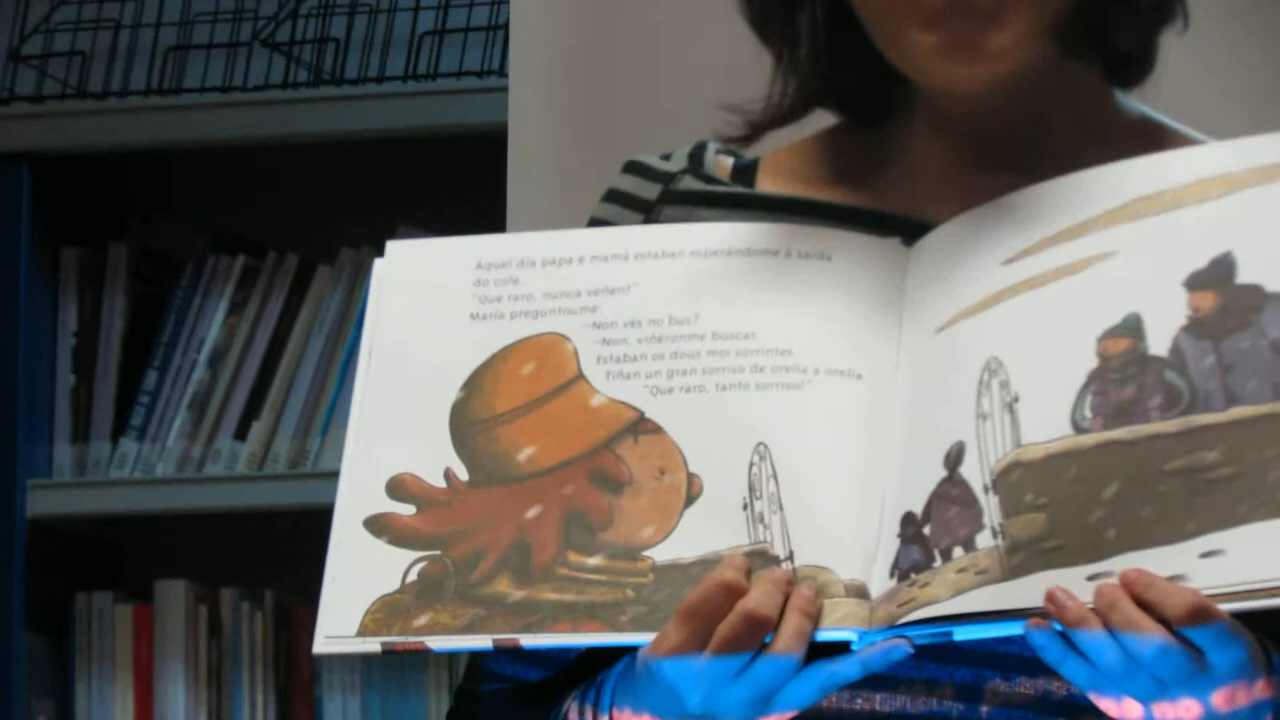 Aquel día papá e mamá estaban esperándome á saída
do cole.
"Que raro, nunca veñen!"
María preguntoume:
–Non vés no bus?
–Non, viñéronme buscar.
Estaban os dous moi sorrintes.
Tiñan un gran sorriso de orella a orella.
"Que raro, tanto sorriso!"